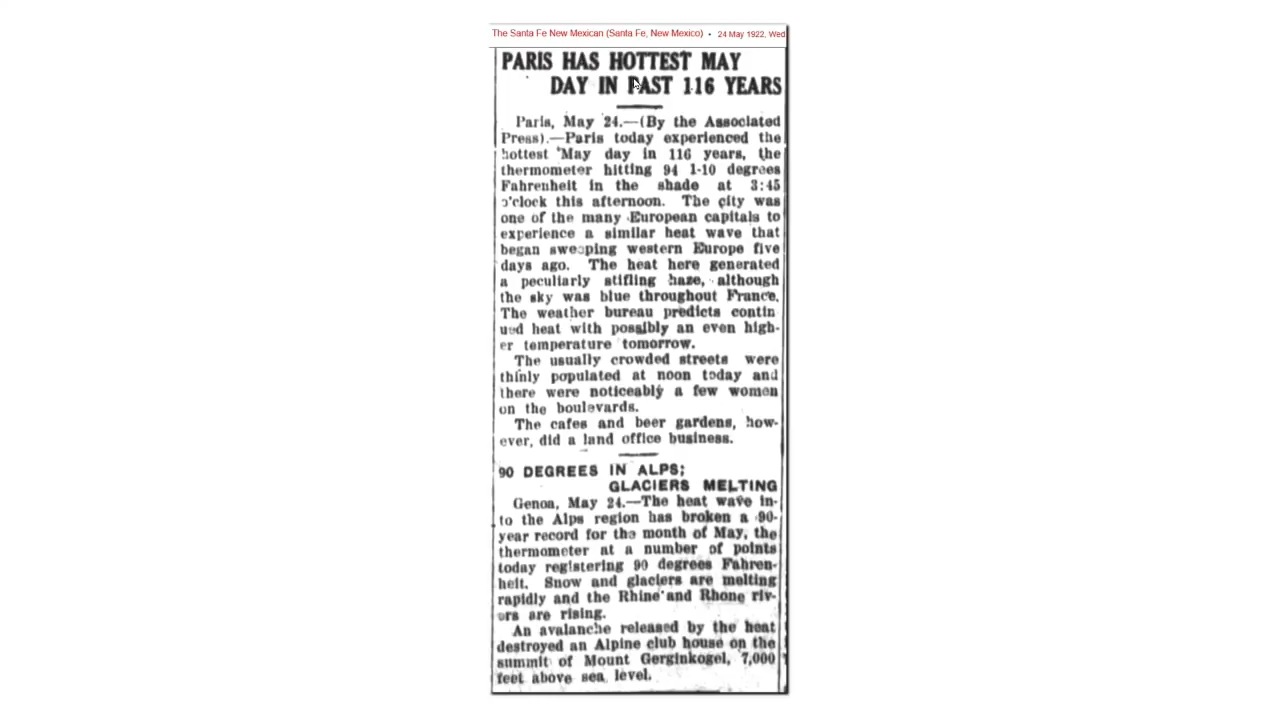 The Santa Fe New Mexican (Santa Fe, New Mexico) • 24 May 1922, Wed
PARIS HAS HOTTEST MAY
DAY IN PAST 116 YEARS
Paris, May 24.—(By the Associated
Press).—Paris today experienced the
hottest May day in 116 years, the
thermometer hitting 94 1-10 degrees
Fahrenheit in the shade at 3:45
o'clock this afternoon. The city was
one of the many European capitals to
experience a similar heat wave that
began sweeping western Europe five
days ago. The heat here generated
a peculiarly stifling haze, although
the sky was blue throughout France.
The weather bureau predicts contin
ued heat with possibly an even high-
er temperature tomorrow.
The usually crowded streets were
thinly populated at noon today and
there were noticeably a few women
on the boulevards.
The cafes and beer gardens, how-
ever, did a land office business.
90 DEGREES IN ALPS;
GLACIERS MELTING
Genoa, May 24.—The heat wave in-
to the Alps region has broken a 90-
year record for the month of May, the
thermometer at a number of points
today registering 90 degrees Fahren-
heit. Snow and glaciers are melting
rapidly and the Rhine and Rhone riv-
ers are rising.
An avalanche released by the heat
destroyed an Alpine club house on the
summit of Mount Gerginkogel, 7,000
feet above sea level.